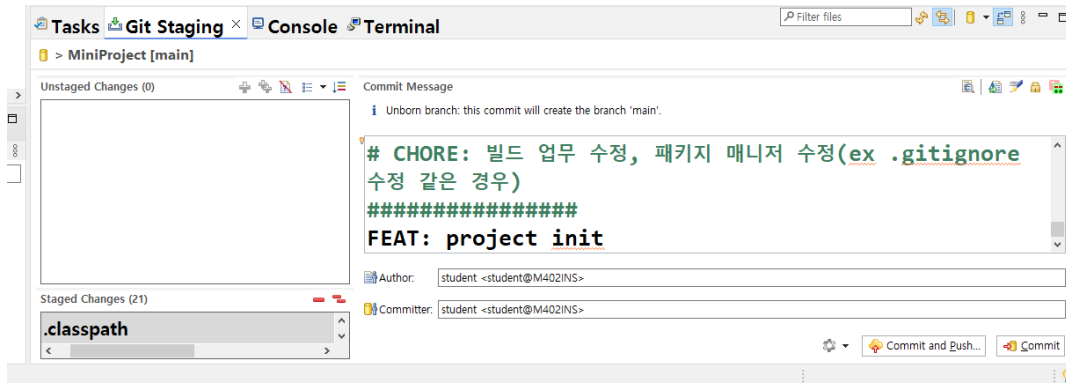 Tasks Git Staging × Console Terminal Filter files
> MiniProject [main]
Unstaged Changes (0)
Commit Message
Unborn branch: this commit will create the branch 'main'.
# CHORE: 빌드 업무 수정, 패키지 매니저 수정(ex .gitignore
수정 같은 경우)
################
FEAT: project init
Author: student <student@M402INS>
Staged Changes (21)
Committer: student <student@M402INS>
.classpath
Commit and Push... Commit